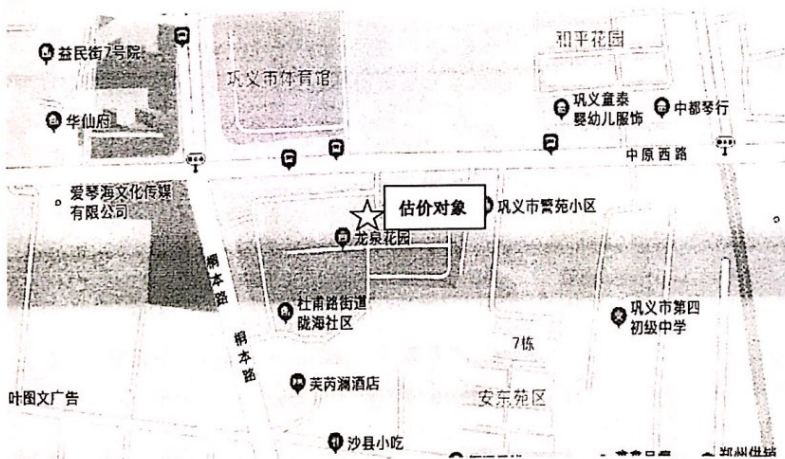 益民街7号院
和平花园
巩义市体育馆
巩义童泰
婴幼儿服饰
中都琴行
华仙府
中原西路
爱琴海文化传媒
有限公司
估价对象
巩义市警苑小区
龙泉花园
桐本路
杜甫路街道
陇海社区
巩义市第四
初级中学
桐本路
7栋
芙芮澜酒店
安东苑区
叶图文广告
沙县小吃